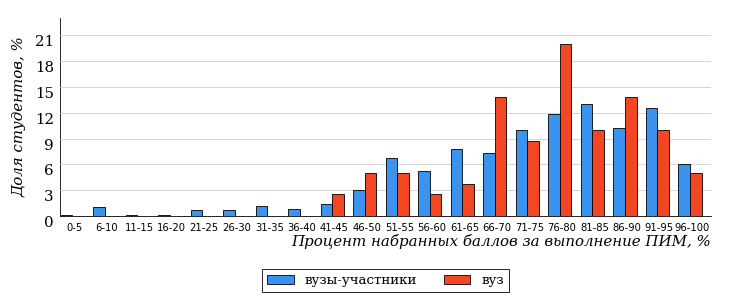 Доля студентов, %
21
18
15
12
9
6
3
0
0-5 6-10 11-15 16-20 21-25 26-30 31-35 36-40 41-45 46-50 51-55 56-60 61-65 66-70 71-75 76-80 81-85 86-90 91-95 96-100
Процент набранных баллов за выполнение ПИМ, %
вузы-участники вуз